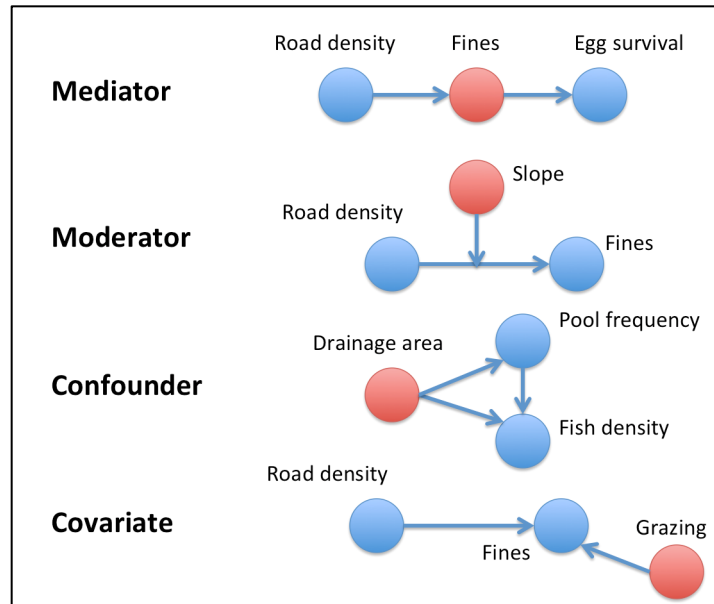 Mediator
Road density
Fines
Egg survival
Moderator
Slope
Road density
Fines
Confounder
Pool frequency
Drainage area
Fish density
Covariate
Road density
Fines
Grazing